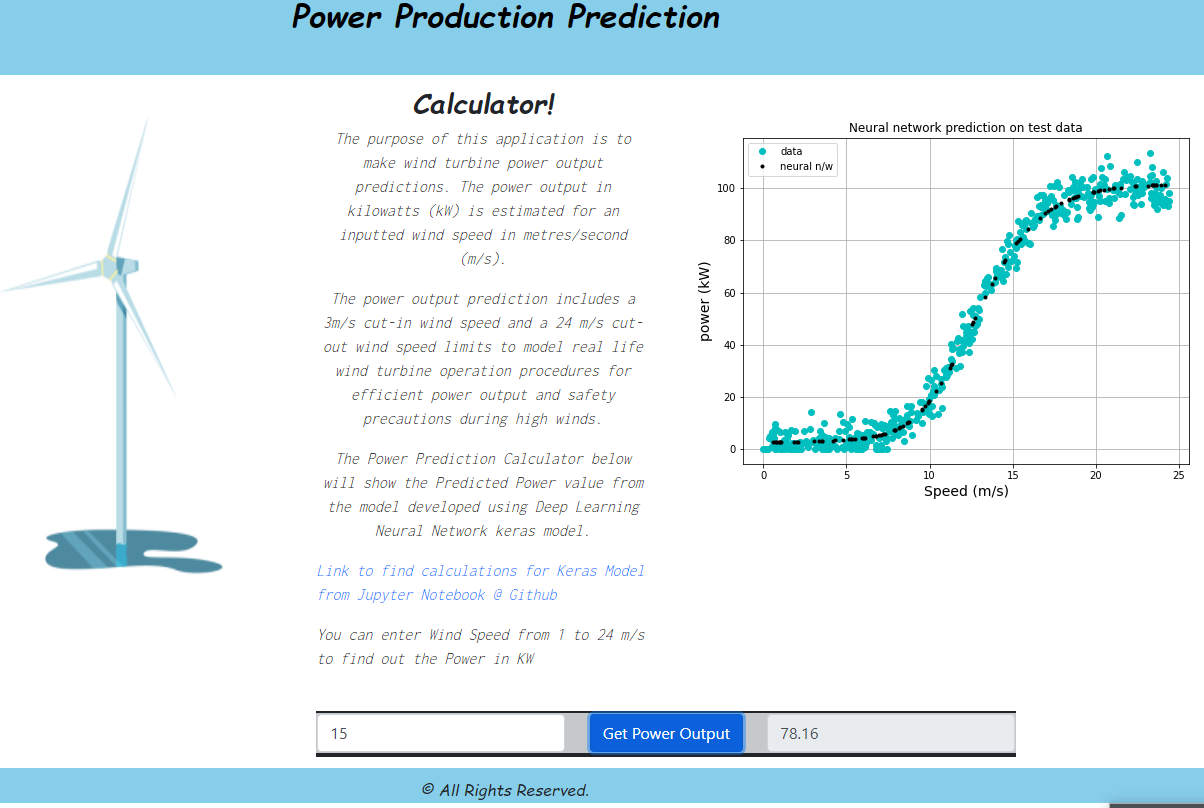 Power Production Prediction
Calculator!
The purpose of this application is to
make wind turbine power output
predictions. The power output in
kilowatts (kW) is estimated for an
inputted wind speed in metres/second
(m/s).
The power output prediction includes a
3m/s cut-in wind speed and a 24 m/s cut-
out wind speed limits to model real life
wind turbine operation procedures for
efficient power output and safety
precautions during high winds.
The Power Prediction Calculator below
will show the Predicted Power value from
the model developed using Deep Learning
Neural Network keras model.
Link to find calculations for Keras Model
from Jupyter Notebook @ Github
You can enter Wind Speed from 1 to 24 m/s
to find out the Power in KW
Neural network prediction on test data
data
neural n/w
100
80
60
40
20
0
power (kW)
0 5 10 15 20 25
Speed (m/s)
15 Get Power Output 78.16
© All Rights Reserved.